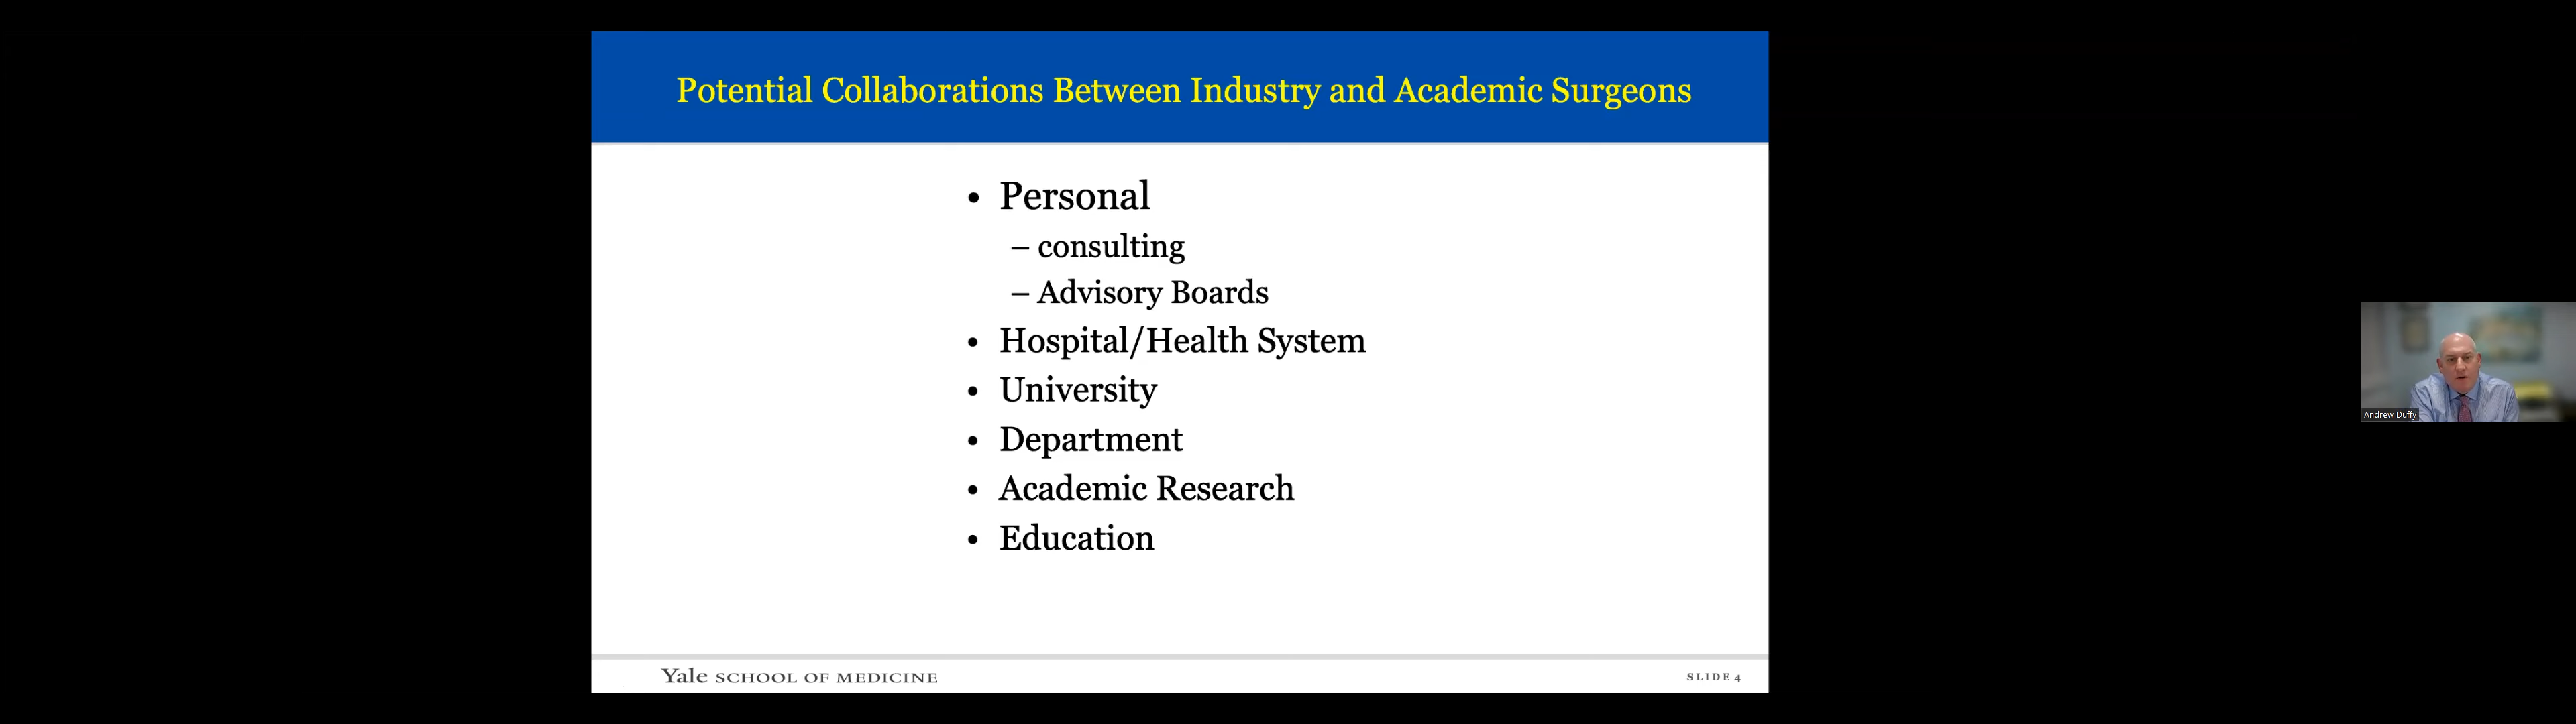 Potential Collaborations Between Industry and Academic Surgeons
• Personal
– consulting
– Advisory Boards
• Hospital/Health System
• University
• Department
• Academic Research
• Education
Yale SCHOOL OF MEDICINE
SLIDE 4
Andrew Duffy